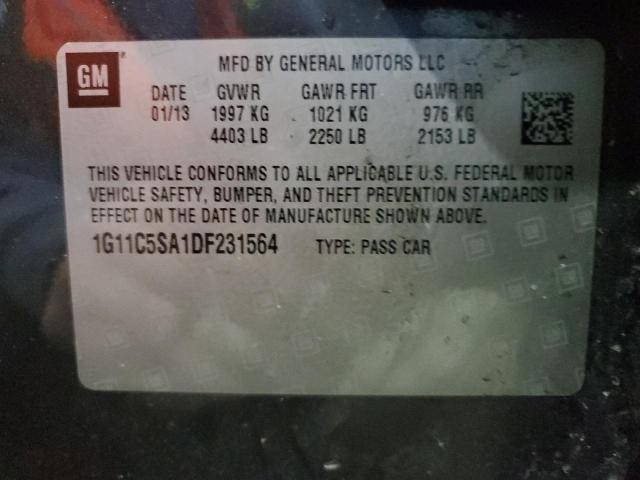 GM
MFD BY GENERAL MOTORS LLC
DATE GVWR GAWR FRT GAWR RR
01/13 1997 KG 1021 KG 976 KG
4403 LB 2250 LB 2153 LB
THIS VEHICLE CONFORMS TO ALL APPLICABLE U.S. FEDERAL MOTOR
VEHICLE SAFETY, BUMPER, AND THEFT PREVENTION STANDARDS IN
EFFECT ON THE DATE OF MANUFACTURE SHOWN ABOVE.
1G11C5SA1DF231564 TYPE: PASS CAR